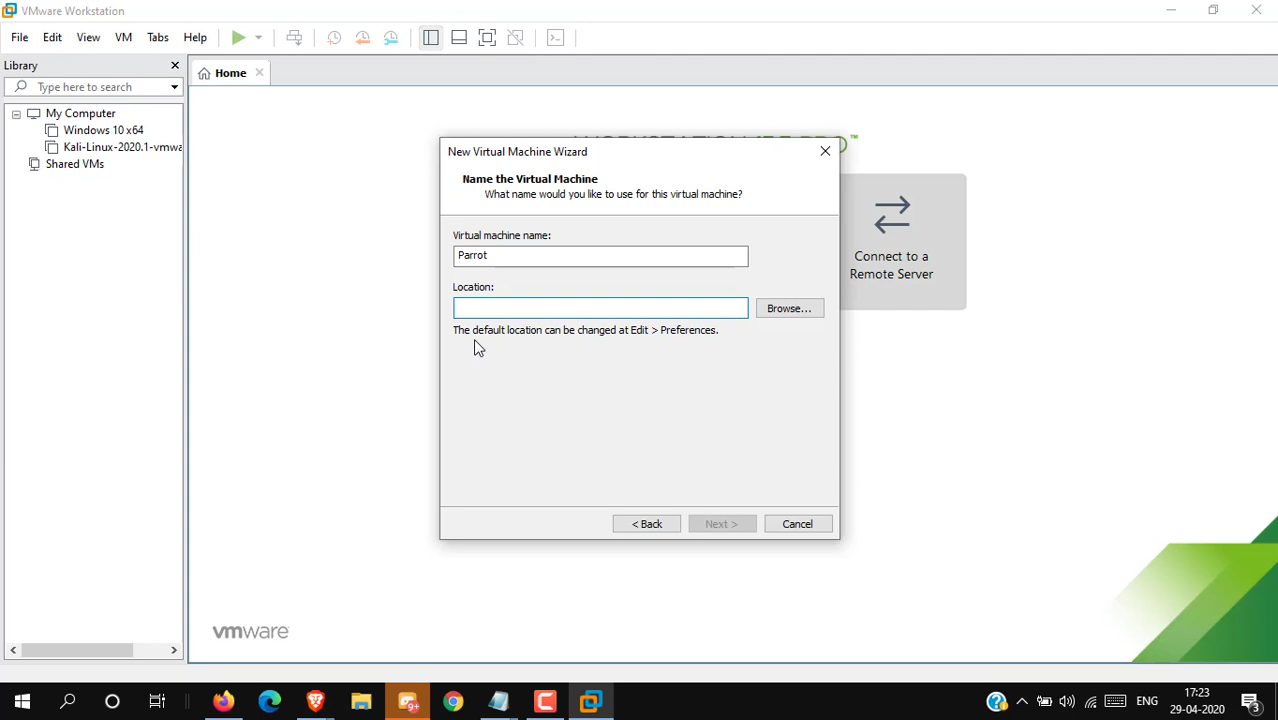 VMware Workstation
File Edit View VM Tabs Help
Library
Type here to search
Home
My Computer
Windows 10 x64
Kali-Linux-2020.1-vmwa
Shared VMs
PRO™
New Virtual Machine Wizard
Name the Virtual Machine
What name would you like to use for this virtual machine?
Virtual machine name:
Parrot
Location:
Browse...
The default location can be changed at Edit > Preferences.
Connect to a
Remote Server
< Back Next > Cancel
vmware
9+
ENG
17:23
29-04-2020
3